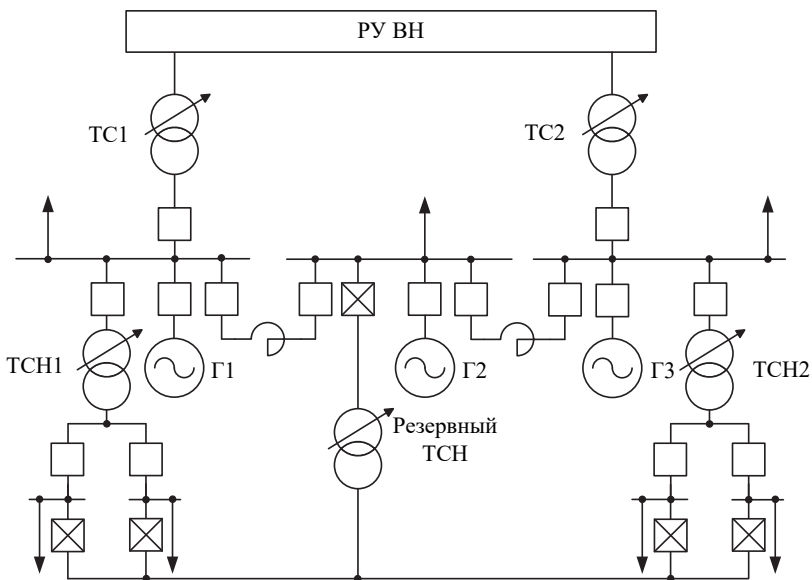 РУ ВН
ТС1
ТС2
ТСН1
Г1
Г2
Г3
ТСН2
Резервный
ТСН